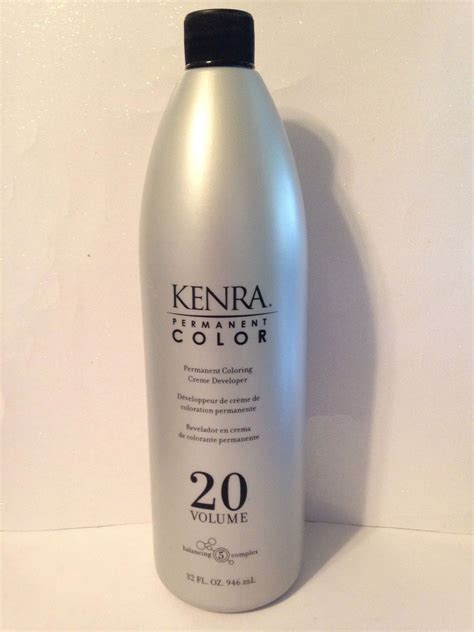 KENRA®
PERMANENT
COLOR
Permanent Coloring
Creme Developer
Développeur de crème de
coloration permanente
Revelador en crema
de colorante permanente
20
VOLUME
balancing 5 complex
32 FL. OZ. 946 mL